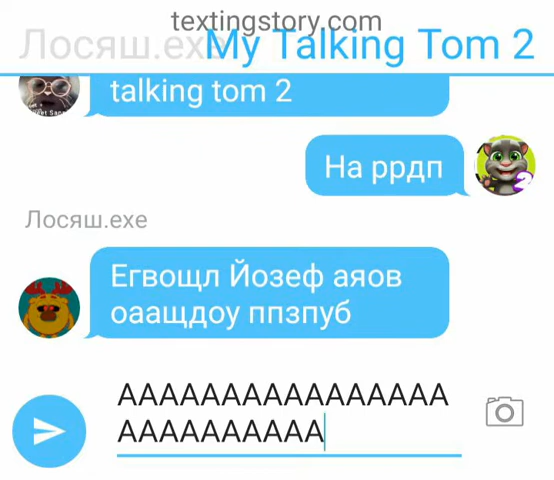 textingstory.com
Лосяш.exe My Talking Tom 2
talking tom 2
На ррдп
Лосяш.exe
Егвощл Йозеф аяов
оаащдоу ппзпуб
АААААААААААААААА
АААААААААА